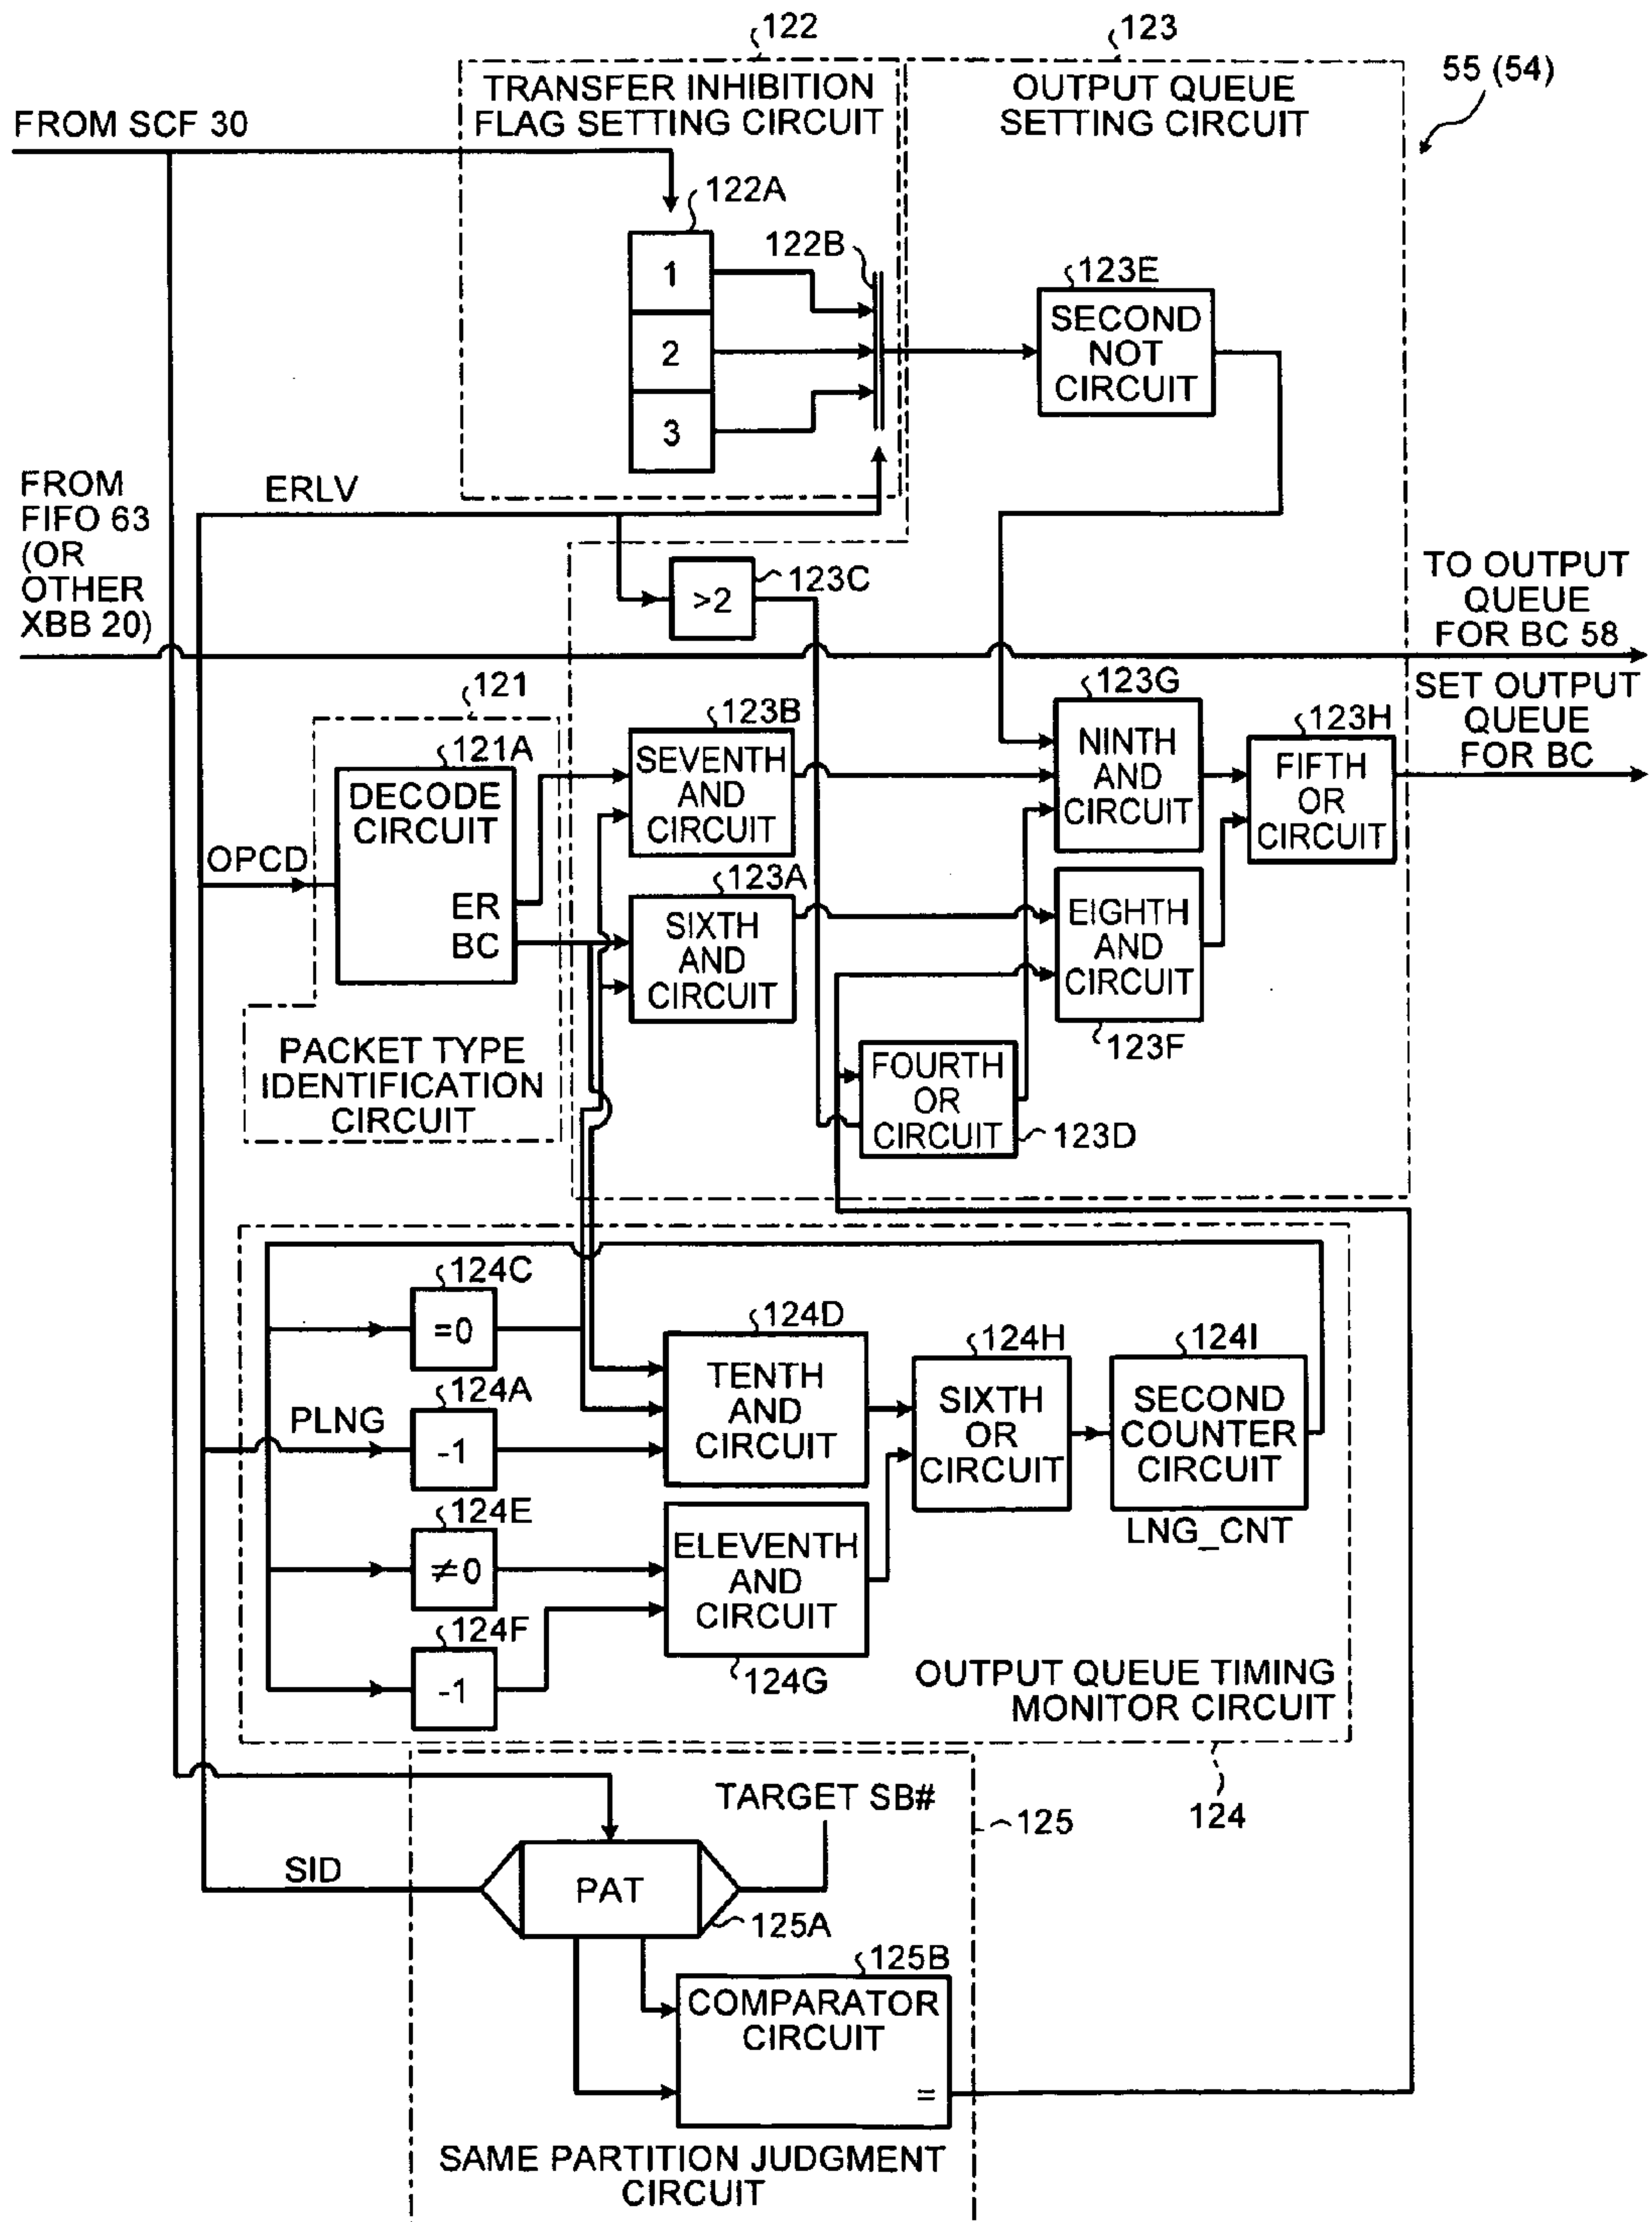 122
123
55 (54)
TRANSFER INHIBITION
FLAG SETTING CIRCUIT
OUTPUT QUEUE
SETTING CIRCUIT
FROM SCF 30
122A
122B
1
2
3
123E
SECOND
NOT
CIRCUIT
FROM
FIFO 63
(OR
OTHER
XBB 20)
ERLV
>2
123C
TO OUTPUT
QUEUE
FOR BC 58
SET OUTPUT
QUEUE
FOR BC
121
121A
DECODE
CIRCUIT
OPCD
ER
BC
PACKET TYPE
IDENTIFICATION
CIRCUIT
123B
SEVENTH
AND
CIRCUIT
123A
SIXTH
AND
CIRCUIT
123G
NINTH
AND
CIRCUIT
123H
FIFTH
OR
CIRCUIT
EIGHTH
AND
CIRCUIT
123F
FOURTH
OR
CIRCUIT
123D
124C
=0
124A
PLNG
-1
124E
≠0
124F
-1
124D
TENTH
AND
CIRCUIT
ELEVENTH
AND
CIRCUIT
124G
124H
SIXTH
OR
CIRCUIT
124I
SECOND
COUNTER
CIRCUIT
LNG_CNT
OUTPUT QUEUE TIMING
MONITOR CIRCUIT
124
TARGET SB#
125
SID
PAT
125A
125B
COMPARATOR
CIRCUIT
=
SAME PARTITION JUDGMENT
CIRCUIT